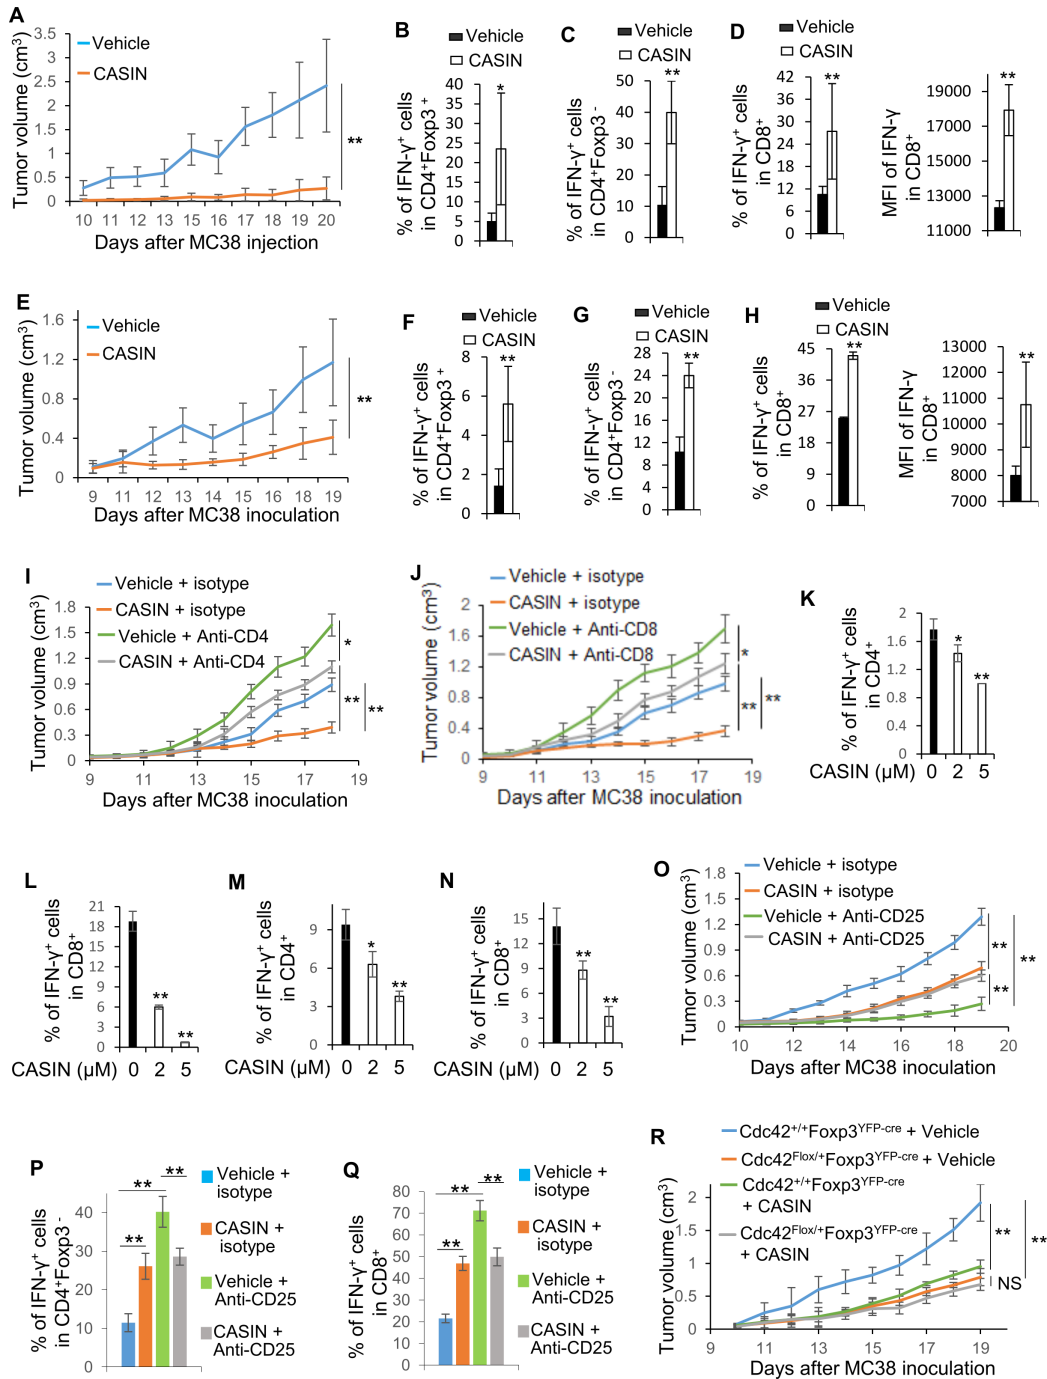 A
Vehicle
CASIN
Tumor volume (cm³)
3.5
3
2.5
2
1.5
1
0.5
0
**
10 11 12 13 15 16 17 18 19 20
Days after MC38 injection
B
Vehicle
CASIN
% of IFN-γ⁺ cells
in CD4⁺Foxp3⁺
40
35
30
25
20
15
10
5
0
*
C
Vehicle
CASIN
% of IFN-γ⁺ cells
in CD4⁺Foxp3⁻
50
40
30
20
10
0
**
D
Vehicle
CASIN
% of IFN-γ⁺ cells
in CD8⁺
42
36
30
24
18
12
6
0
**
MFI of IFN-γ
in CD8⁺
19000
17000
15000
13000
11000
**
E
Vehicle
CASIN
Tumor volume (cm³)
1.6
1.2
0.8
0.4
0
**
9 11 12 13 14 15 16 18 19
Days after MC38 inoculation
F
Vehicle
CASIN
% of IFN-γ⁺ cells
in CD4⁺Foxp3⁺
8
6
4
2
0
**
G
Vehicle
CASIN
% of IFN-γ⁺ cells
in CD4⁺Foxp3⁻
28
24
20
16
12
8
4
0
**
H
Vehicle
CASIN
% of IFN-γ⁺ cells
in CD8⁺
45
36
27
18
9
0
**
MFI of IFN-γ
in CD8⁺
13000
12000
11000
10000
9000
8000
7000
**
I
Vehicle + isotype
CASIN + isotype
Vehicle + Anti-CD4
CASIN + Anti-CD4
Tumor volume (cm³)
1.8
1.5
1.2
0.9
0.6
0.3
0
*
** **
9 11 13 15 17 19
Days after MC38 inoculation
J
Vehicle + isotype
CASIN + isotype
Vehicle + Anti-CD8
CASIN + Anti-CD8
Tumor volume (cm³)
2
1.6
1.2
0.8
0.4
0
*
** **
9 11 13 15 17 19
Days after MC38 inoculation
K
% of IFN-γ⁺ cells
in CD4⁺
2
1.6
1.2
0.8
0.4
0
*
**
CASIN (µM) 0 2 5
L
% of IFN-γ⁺ cells
in CD8⁺
21
18
15
12
9
6
3
0
**
**
CASIN (µM) 0 2 5
M
% of IFN-γ⁺ cells
in CD4⁺
9
6
3
0
*
**
CASIN (µM) 0 2 5
N
% of IFN-γ⁺ cells
in CD8⁺
15
12
9
6
3
0
**
**
CASIN (µM) 0 2 5
O
Vehicle + isotype
CASIN + isotype
Vehicle + Anti-CD25
CASIN + Anti-CD25
Tumor volume (cm³)
1.8
1.5
1.2
0.9
0.6
0.3
0
** **
**
10 12 14 16 18 20
Days after MC38 inoculation
P
% of IFN-γ⁺ cells
in CD4⁺Foxp3⁻
40
30
20
10
0
**
**
**
Vehicle +
isotype
CASIN +
isotype
Vehicle +
Anti-CD25
CASIN +
Anti-CD25
Q
% of IFN-γ⁺ cells
in CD8⁺
80
70
60
50
40
30
20
10
0
**
**
**
Vehicle +
isotype
CASIN +
isotype
Vehicle +
Anti-CD25
CASIN +
Anti-CD25
R
Cdc42⁺/⁺Foxp3YFP-cre + Vehicle
Cdc42Flox/+Foxp3YFP-cre + Vehicle
Cdc42⁺/⁺Foxp3YFP-cre
+ CASIN
Cdc42Flox/+Foxp3YFP-cre
+ CASIN
Tumor volume (cm³)
2
1.6
1.2
0.8
0.4
0
** **
NS
9 11 13 15 17 19
Days after MC38 inoculation